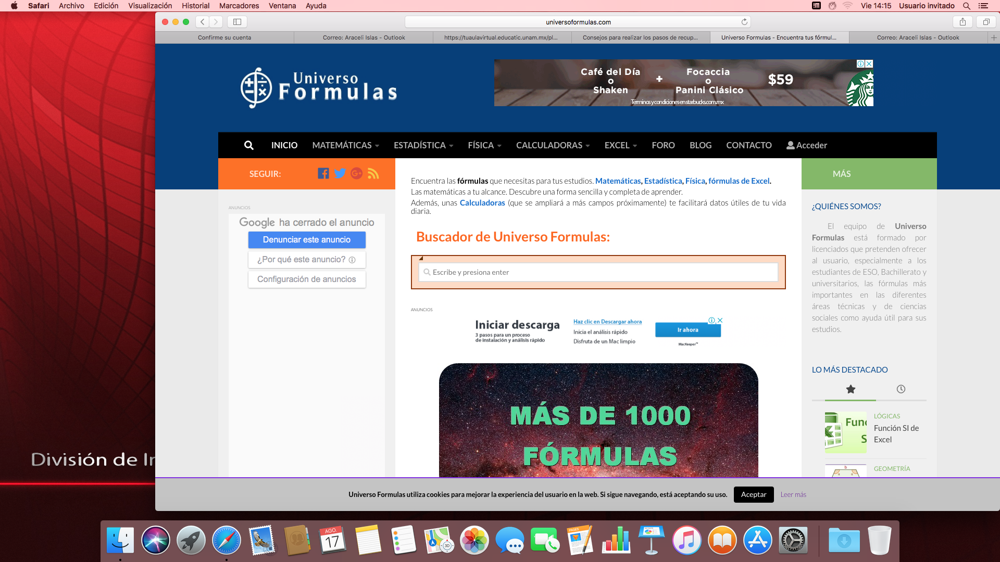 Safari Archivo Edición Visualización Historial Marcadores Ventana Ayuda
Vie 14:15 Usuario invitado
universoformulas.com
Confirme su cuenta
Correo: Araceli Islas - Outlook
https://tuaulavirtual.educatic.unam.mx/pl...
Consejos para realizar los pasos de recup...
Universo Formulas - Encuentra tus fórmul...
Correo: Araceli Islas - Outlook
Universo
Formulas
Café del Día
o
Shaken
+
Focaccia
o
Panini Clásico
$59
Términos y condiciones en starbucks.com.mx
INICIO MATEMÁTICAS ESTADÍSTICA FÍSICA CALCULADORAS EXCEL FORO BLOG CONTACTO Acceder
SEGUIR:
ANUNCIOS
Google ha cerrado el anuncio
Denunciar este anuncio
¿Por qué este anuncio?
Configuración de anuncios
Encuentra las fórmulas que necesitas para tus estudios. Matemáticas, Estadística, Física, fórmulas de Excel.
Las matemáticas a tu alcance. Descubre una forma sencilla y completa de aprender.
Además, unas Calculadoras (que se ampliará a más campos próximamente) te facilitará datos útiles de tu vida
diaria.
Buscador de Universo Formulas:
Escribe y presiona enter
ANUNCIOS
Iniciar descarga
3 pasos para un proceso
de instalación y análisis rápido
Haz clic en Descargar ahora
Inicia el análisis rápido
Disfruta de un Mac limpio
Ir ahora
MacKeeper™
MÁS DE 1000
FÓRMULAS
MÁS
¿QUIÉNES SOMOS?
El equipo de Universo
Formulas está formado por
licenciados que pretenden ofrecer
al usuario, especialmente a los
estudiantes de ESO, Bachillerato y
universitarios, las fórmulas más
importantes en las diferentes
áreas técnicas y de ciencias
sociales como ayuda útil para sus
estudios.
LO MÁS DESTACADO
Func
S
LÓGICAS
Función SI de
Excel
b
GEOMETRÍA
División de In
Universo Formulas utiliza cookies para mejorar la experiencia del usuario en la web. Si sigue navegando, está aceptando su uso. Aceptar Leer más
AGO.
17
3D
PAGES